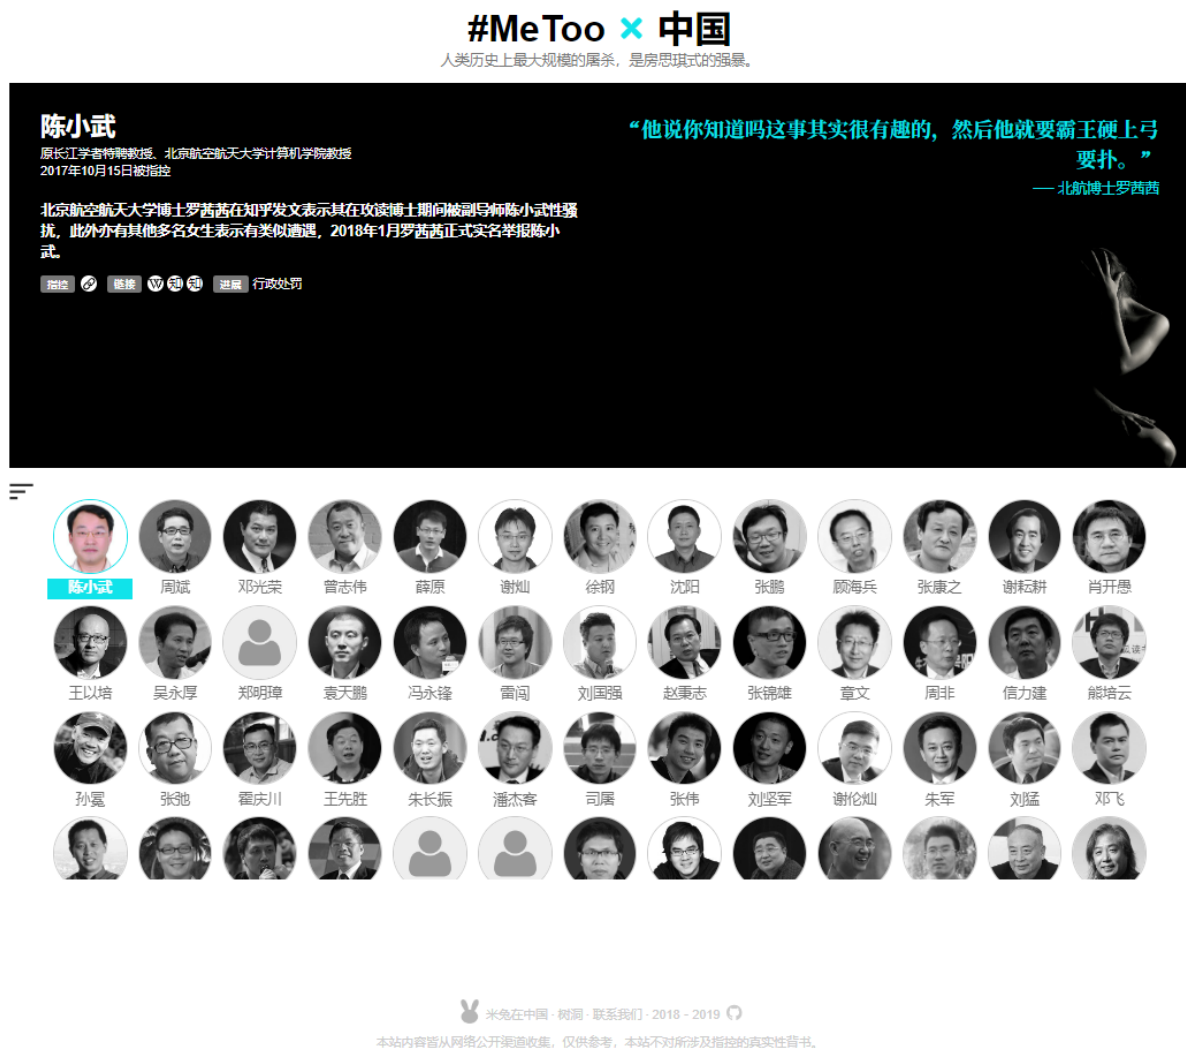 #MeToo × 中国
人类历史上最大规模的屠杀，是房思琪式的强暴。
陈小武
原长江学者特聘教授、北京航空航天大学计算机学院教授
2017年10月15日被指控
北京航空航天大学博士罗茜茜在知乎发文表示其在攻读博士期间被副导师陈小武性骚
扰，此外亦有其他多名女生表示有类似遭遇，2018年1月罗茜茜正式实名举报陈小
武。
指控 链接 W 知 知 进展 行政处罚
“他说你知道吗这事其实很有趣的，然后他就要霸王硬上弓
要扑。”
—— 北航博士罗茜茜
陈小武 周斌 邓光荣 曾志伟 薛原 谢灿 徐钢 沈阳 张鹏 顾海兵 张康之 谢耘耕 肖开愚
王以培 吴永厚 郑明璋 袁天鹏 冯永锋 雷闯 刘国强 赵秉志 张锦雄 章文 周非 信力建 熊培云
孙冕 张弛 霍庆川 王先胜 朱长振 潘杰客 司屠 张伟 刘坚军 谢伦灿 朱军 刘猛 邓飞
米兔在中国 · 树洞 · 联系我们 · 2018 - 2019
本站内容皆从网络公开渠道收集，仅供参考，本站不对所涉及指控的真实性背书。